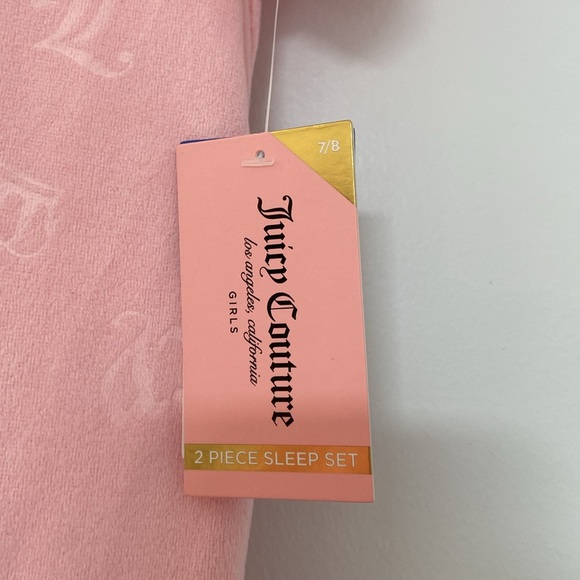 7/8
Juicy Couture
los angeles, california
GIRLS
2 PIECE SLEEP SET